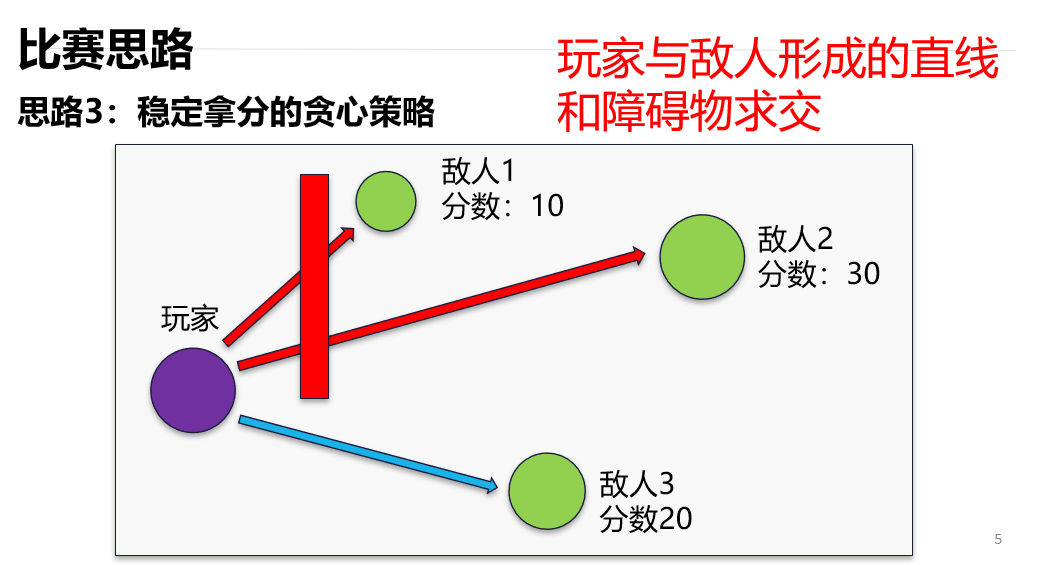 比赛思路
玩家与敌人形成的直线
和障碍物求交
思路3：稳定拿分的贪心策略
敌人1
分数：10
敌人2
分数：30
玩家
敌人3
分数20
5